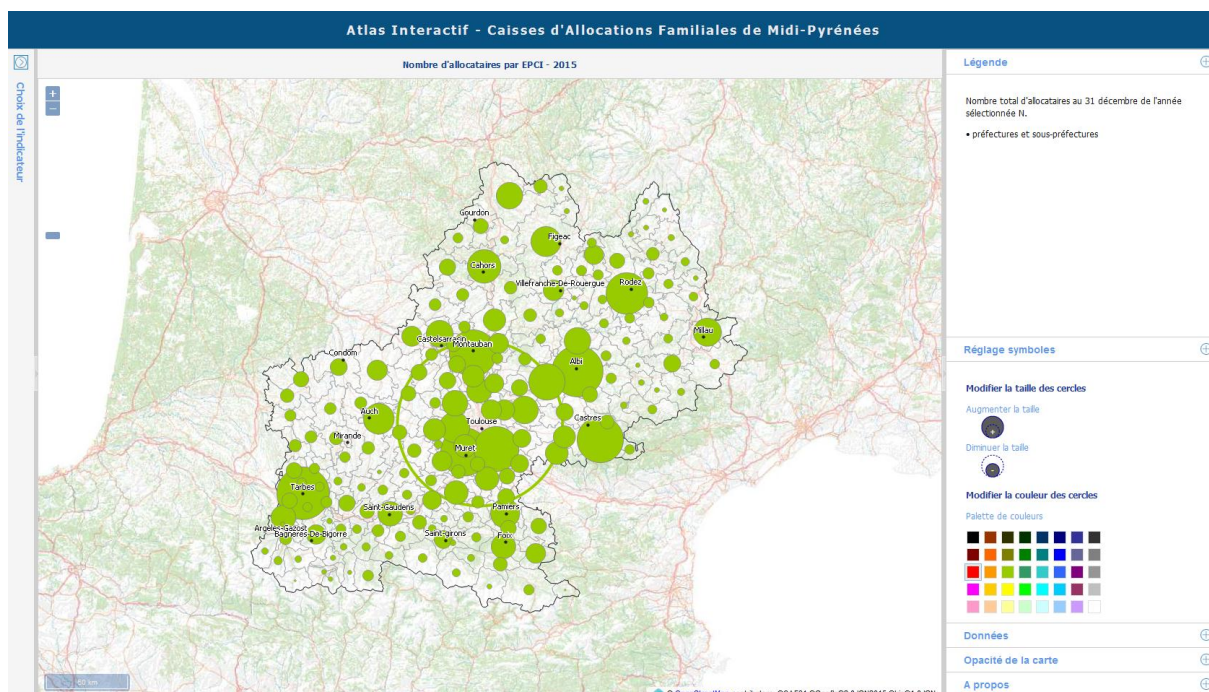 Atlas Interactif - Caisses d'Allocations Familiales de Midi-Pyrénées
Choix de l'indicateur
Nombre d'allocataires par EPCI - 2015
+
−
Gourdon
Figeac
Cahors
Villefranche-De-Rouergue
Rodez
Millau
Castelsarrasin
Montauban
Condom
Albi
Auch
Toulouse
Castres
Mirande
Muret
Tarbes
Saint-Gaudens
Pamiers
Argelès-Gazost
Bagnères-De-Bigorre
Saint-girons
Foix
60 km
Légende
Nombre total d'allocataires au 31 décembre de l'année
sélectionnée N.
• préfectures et sous-préfectures
Réglage symboles
Modifier la taille des cercles
Augmenter la taille
Diminuer la taille
Modifier la couleur des cercles
Palette de couleurs
Données
Opacité de la carte
A propos